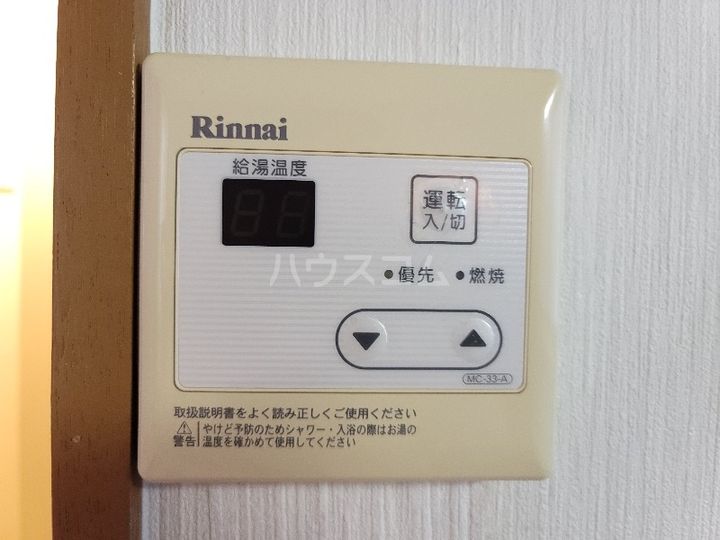 Rinnai
給湯温度
運転
入/切
ハウスコム
優先 燃焼
▼ ▲
MC-33-A
取扱説明書をよく読み正しくご使用ください
⚠ やけど予防のためシャワー・入浴の際はお湯の
警告 温度を確かめて使用してください